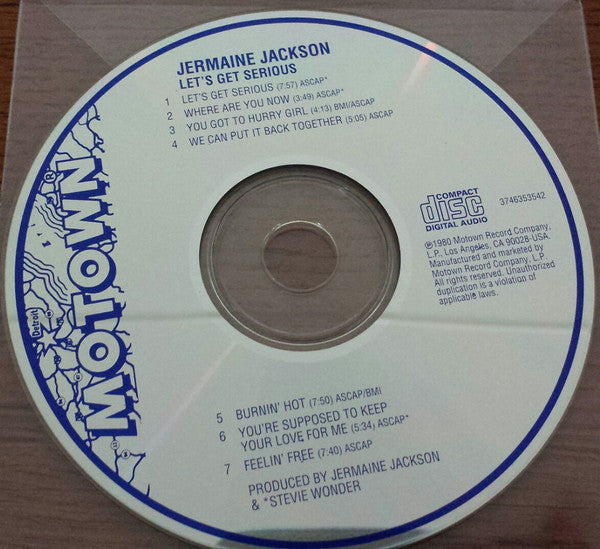 JERMAINE JACKSON
LET'S GET SERIOUS
1 LET'S GET SERIOUS (7:57) ASCAP*
2 WHERE ARE YOU NOW (3:49) ASCAP*
3 YOU GOT TO HURRY GIRL (4:13) BMI/ASCAP
4 WE CAN PUT IT BACK TOGETHER (5:05) ASCAP
MOTOWN
®
Detroit
COMPACT
disc
DIGITAL AUDIO
3746353542
℗1980 Motown Record Company,
L.P., Los Angeles, CA 90028-USA.
Manufactured and marketed by
Motown Record Company, L.P.
All rights reserved. Unauthorized
duplication is a violation of
applicable laws.
5 BURNIN' HOT (7:50) ASCAP/BMI
6 YOU'RE SUPPOSED TO KEEP
YOUR LOVE FOR ME (5:34) ASCAP*
7 FEELIN' FREE (7:40) ASCAP
PRODUCED BY JERMAINE JACKSON
& *STEVIE WONDER